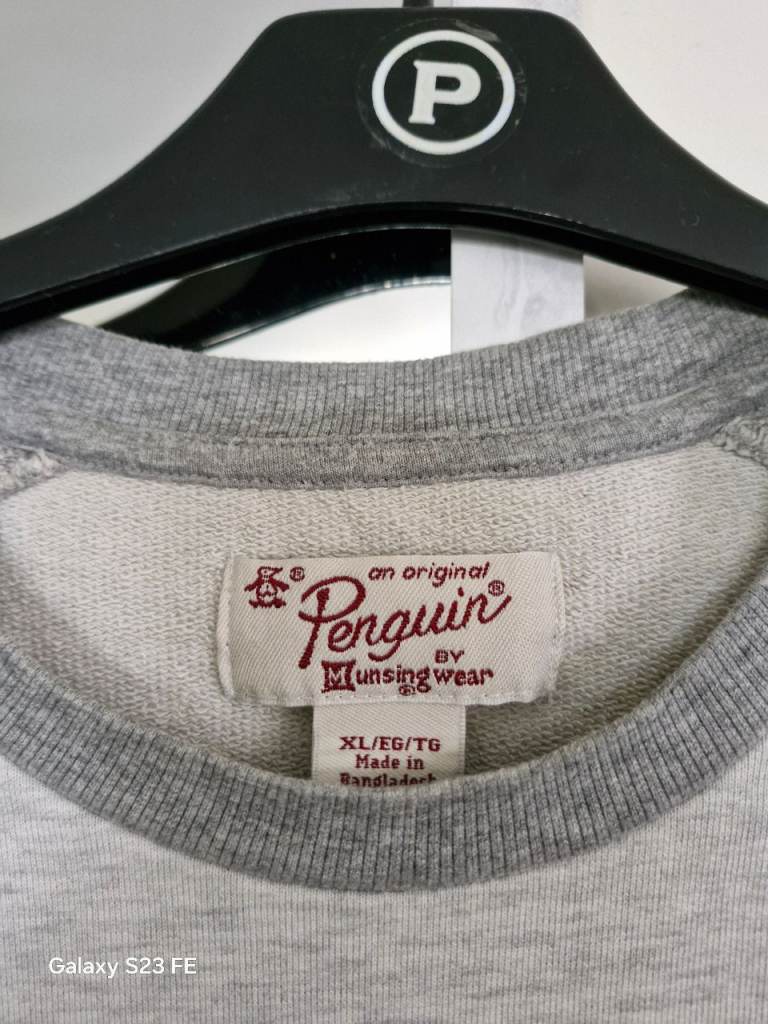 P
an original
Penguin®
BY
Munsingwear®
XL/EG/TG
Made in
Bangladesh
Galaxy S23 FE